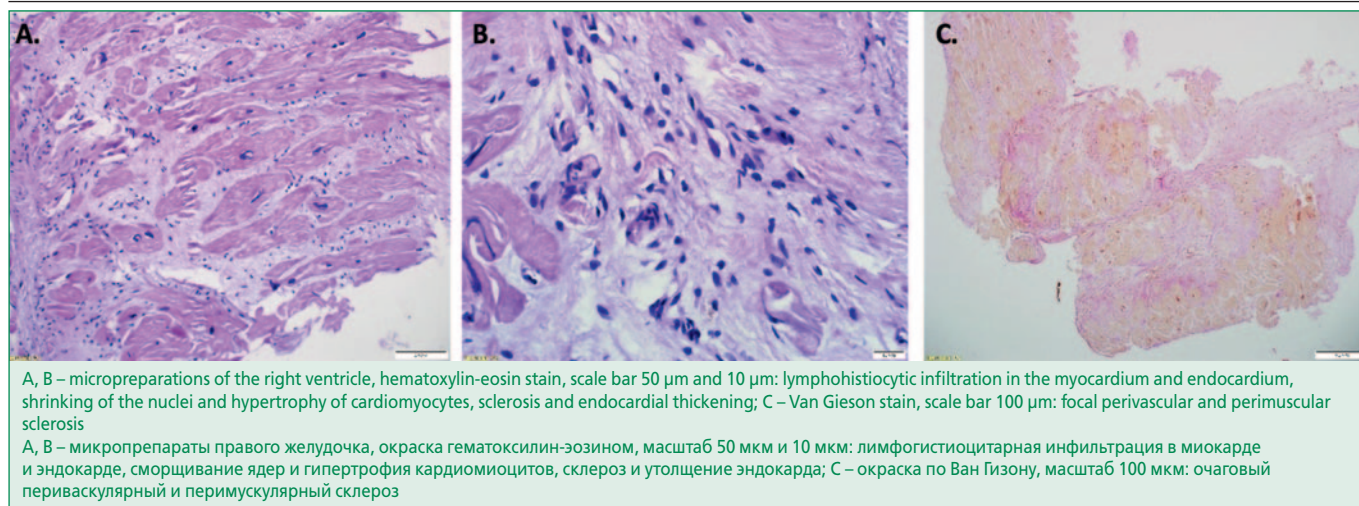 A.
B.
C.
A, B – micropreparations of the right ventricle, hematoxylin-eosin stain, scale bar 50 μm and 10 μm: lymphohistiocytic infiltration in the myocardium and endocardium,
shrinking of the nuclei and hypertrophy of cardiomyocytes, sclerosis and endocardial thickening; C – Van Gieson stain, scale bar 100 μm: focal perivascular and perimuscular
sclerosis
A, B – микропрепараты правого желудочка, окраска гематоксилин-эозином, масштаб 50 мкм и 10 мкм: лимфогистиоцитарная инфильтрация в миокарде
и эндокарде, сморщивание ядер и гипертрофия кардиомиоцитов, склероз и утолщение эндокарда; C – окраска по Ван Гизону, масштаб 100 мкм: очаговый
периваскулярный и перимускулярный склероз